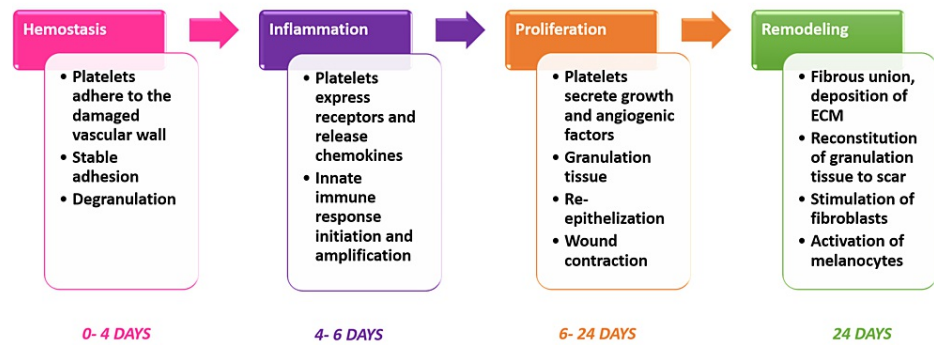 Hemostasis
• Platelets
adhere to the
damaged
vascular wall
• Stable
adhesion
• Degranulation
0- 4 DAYS
Inflammation
• Platelets
express
receptors and
release
chemokines
• Innate
immune
response
initiation and
amplification
4- 6 DAYS
Proliferation
• Platelets
secrete growth
and angiogenic
factors
• Granulation
tissue
• Re-
epithelization
• Wound
contraction
6- 24 DAYS
Remodeling
• Fibrous union,
deposition of
ECM
• Reconstitution
of granulation
tissue to scar
• Stimulation of
fibroblasts
• Activation of
melanocytes
24 DAYS